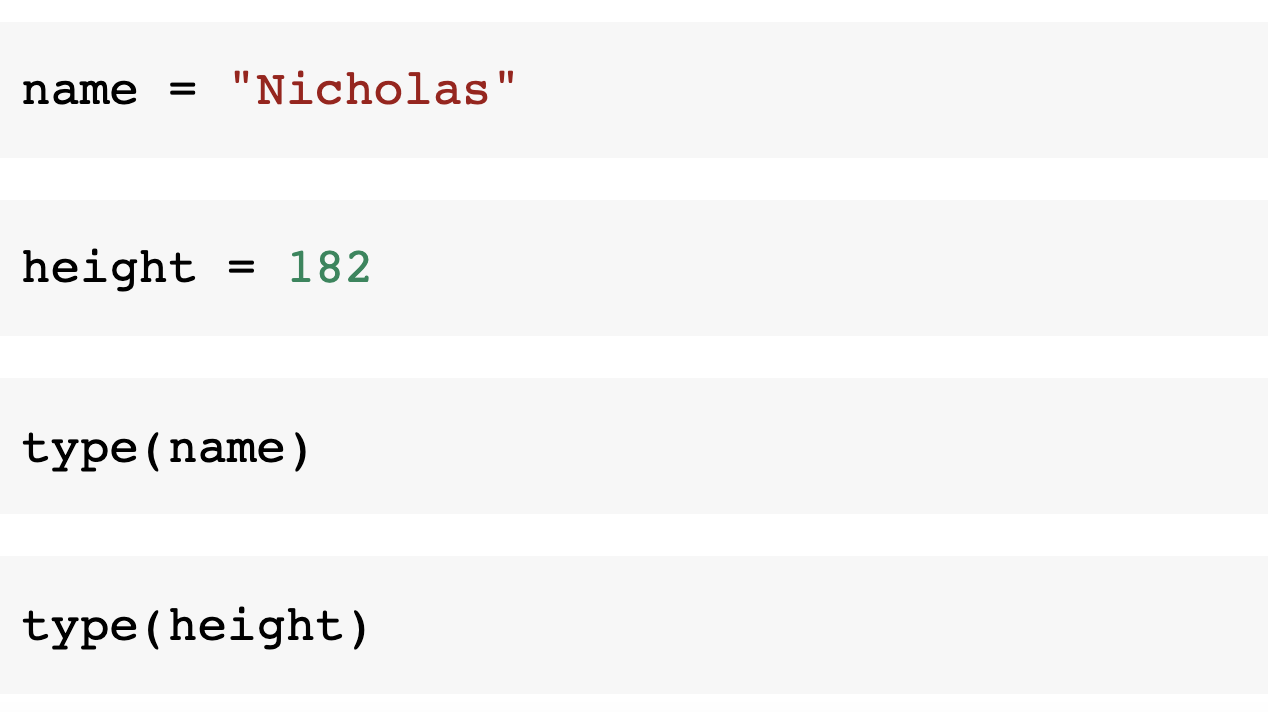 name = "Nicholas"
height = 182
type(name)
type(height)